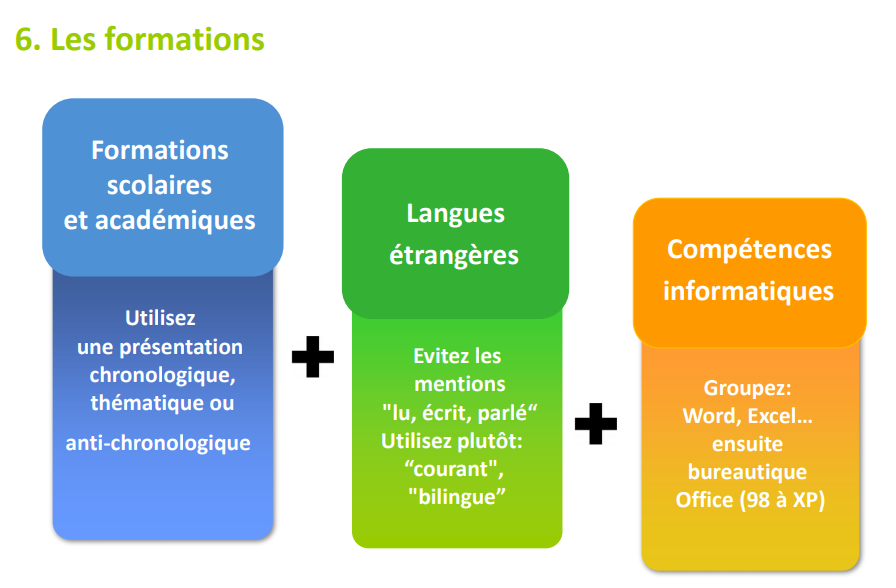 6. Les formations
Formations
scolaires
et académiques
Utilisez
une présentation
chronologique,
thématique ou
anti-chronologique
Langues
étrangères
Evitez les
mentions
"lu, écrit, parlé“
Utilisez plutôt:
“courant",
"bilingue”
Compétences
informatiques
Groupez:
Word, Excel…
ensuite
bureautique
Office (98 à XP)